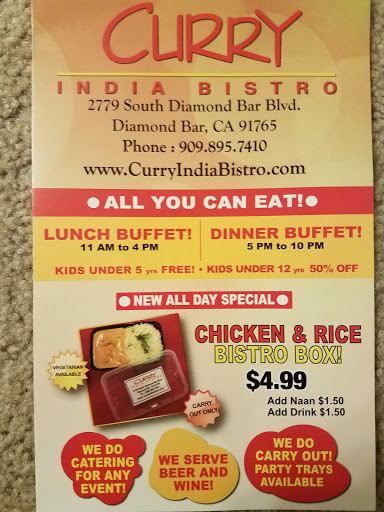 CURRY
INDIA BISTRO
2779 South Diamond Bar Blvd.
Diamond Bar, CA 91765
Phone : 909.895.7410
www.CurryIndiaBistro.com
● ALL YOU CAN EAT! ●
LUNCH BUFFET!
11 AM to 4 PM
DINNER BUFFET!
5 PM to 10 PM
KIDS UNDER 5 yrs FREE! • KIDS UNDER 12 yrs 50% OFF
● NEW ALL DAY SPECIAL ●
VEGETARIAN
AVAILABLE
CURRY
CARRY
OUT ONLY!
CHICKEN & RICE
BISTRO BOX!
$4.99
Add Naan $1.50
Add Drink $1.50
WE DO
CATERING
FOR ANY
EVENT!
WE SERVE
BEER AND
WINE!
WE DO
CARRY OUT!
PARTY TRAYS
AVAILABLE